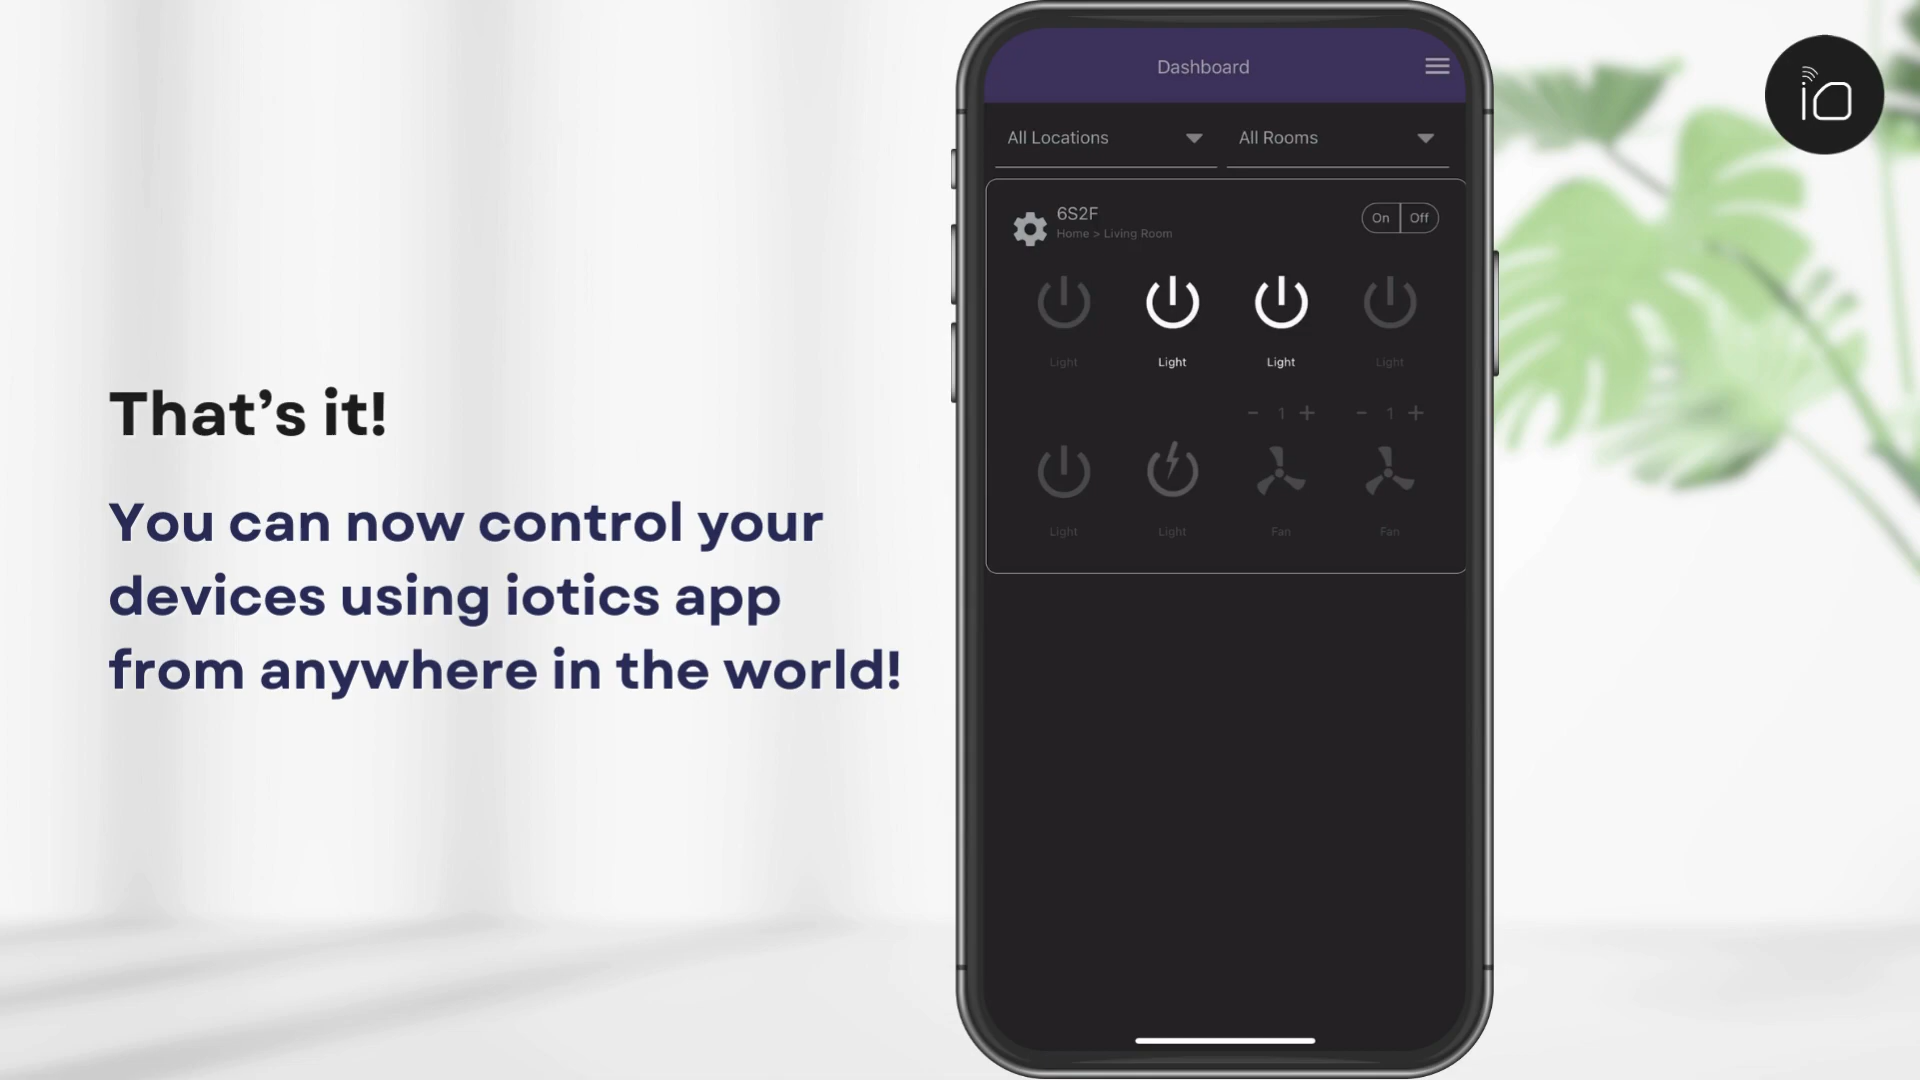 That’s it!
You can now control your
devices using iotics app
from anywhere in the world!
Dashboard
All Locations
All Rooms
6S2F
Home > Living Room
On
Off
Light
Light
Light
Light
− 1 +
− 1 +
Light
Light
Fan
Fan
io